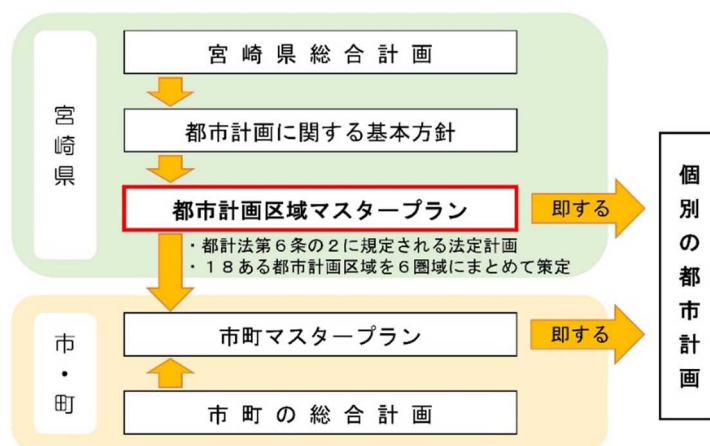 宮崎県
宮崎県総合計画
都市計画に関する基本方針
都市計画区域マスタープラン
即する
・都計法第６条の２に規定される法定計画
・１８ある都市計画区域を６圏域にまとめて策定
市・町
市町マスタープラン
即する
市町の総合計画
個別の都市計画